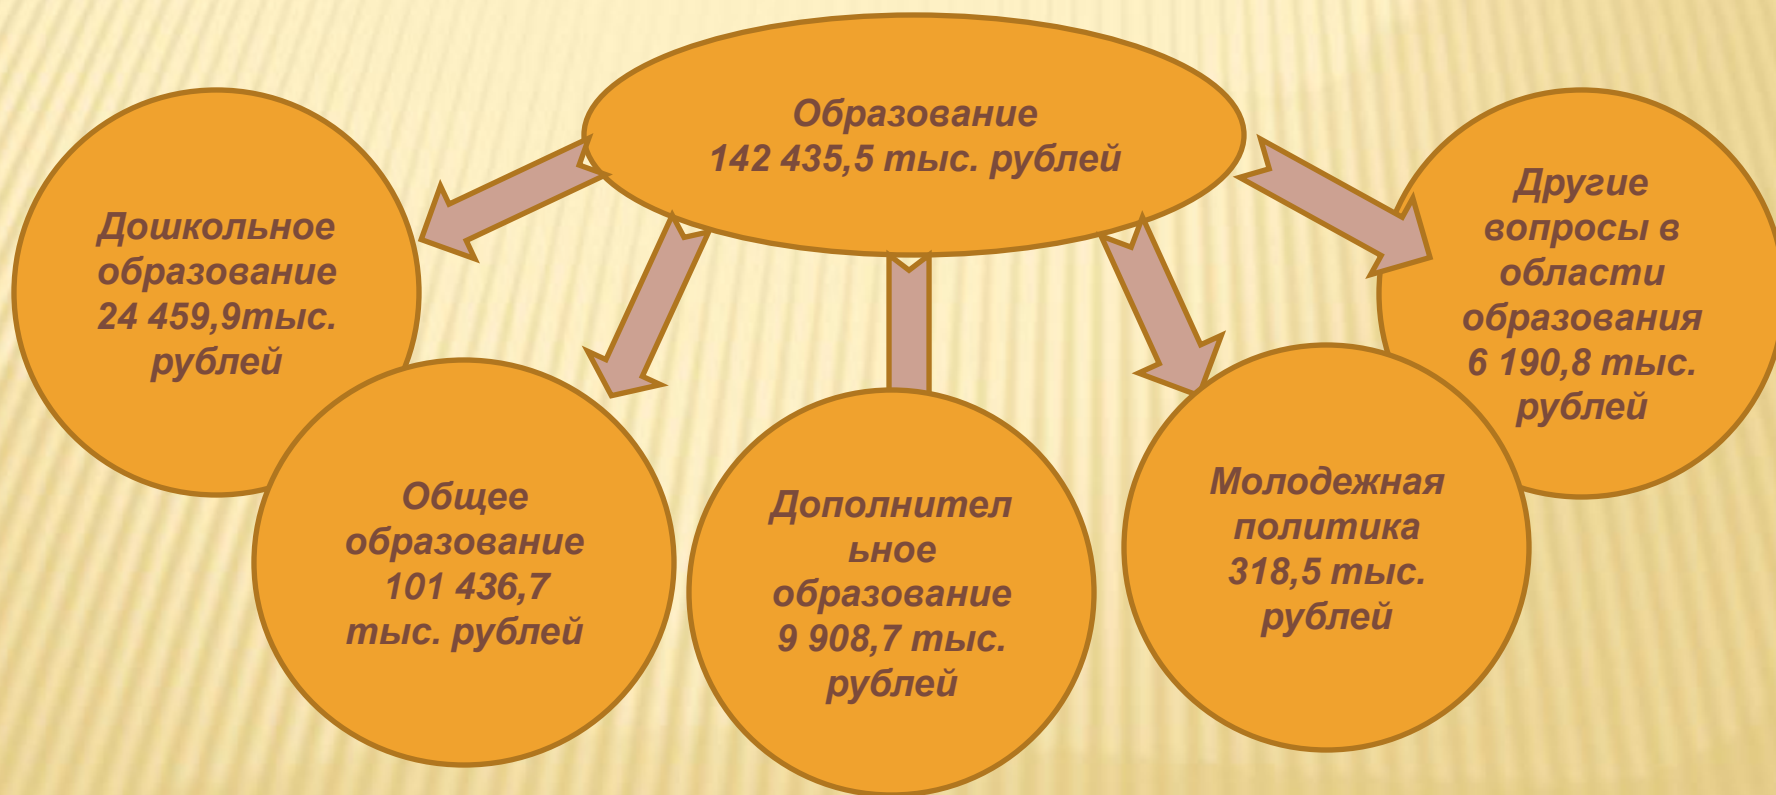 Образование
142 435,5 тыс. рублей
Дошкольное
образование
24 459,9тыс.
рублей
Общее
образование
101 436,7
тыс. рублей
Дополнител
ьное
образование
9 908,7 тыс.
рублей
Молодежная
политика
318,5 тыс.
рублей
Другие
вопросы в
области
образования
6 190,8 тыс.
рублей